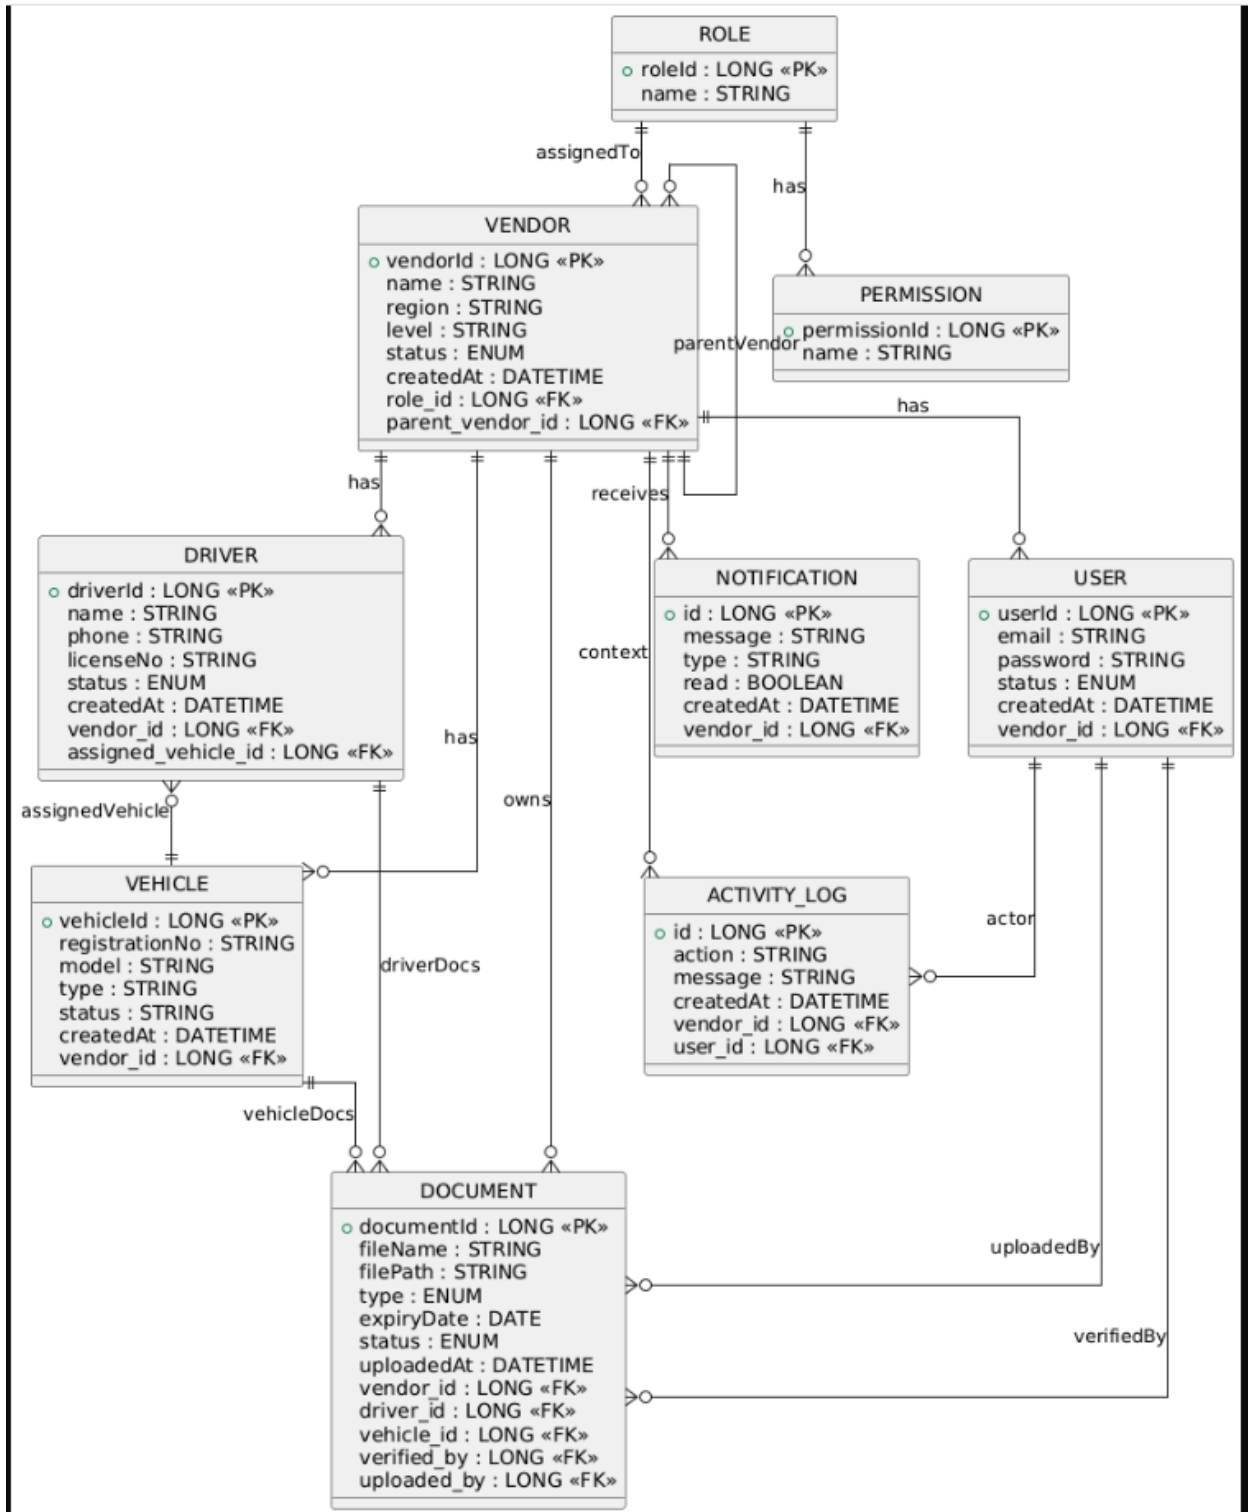 ROLE
roleId : LONG «PK»
name : STRING
assignedTo
has
VENDOR
vendorId : LONG «PK»
name : STRING
region : STRING
level : STRING
status : ENUM
createdAt : DATETIME
role_id : LONG «FK»
parent_vendor_id : LONG «FK»
parentVendor
PERMISSION
permissionId : LONG «PK»
name : STRING
has
has
receives
DRIVER
driverId : LONG «PK»
name : STRING
phone : STRING
licenseNo : STRING
status : ENUM
createdAt : DATETIME
vendor_id : LONG «FK»
assigned_vehicle_id : LONG «FK»
NOTIFICATION
id : LONG «PK»
message : STRING
type : STRING
read : BOOLEAN
createdAt : DATETIME
vendor_id : LONG «FK»
USER
userId : LONG «PK»
email : STRING
password : STRING
status : ENUM
createdAt : DATETIME
vendor_id : LONG «FK»
context
has
owns
assignedVehicle
VEHICLE
vehicleId : LONG «PK»
registrationNo : STRING
model : STRING
type : STRING
status : STRING
createdAt : DATETIME
vendor_id : LONG «FK»
driverDocs
ACTIVITY_LOG
id : LONG «PK»
action : STRING
message : STRING
createdAt : DATETIME
vendor_id : LONG «FK»
user_id : LONG «FK»
actor
vehicleDocs
DOCUMENT
documentId : LONG «PK»
fileName : STRING
filePath : STRING
type : ENUM
expiryDate : DATE
status : ENUM
uploadedAt : DATETIME
vendor_id : LONG «FK»
driver_id : LONG «FK»
vehicle_id : LONG «FK»
verified_by : LONG «FK»
uploaded_by : LONG «FK»
uploadedBy
verifiedBy